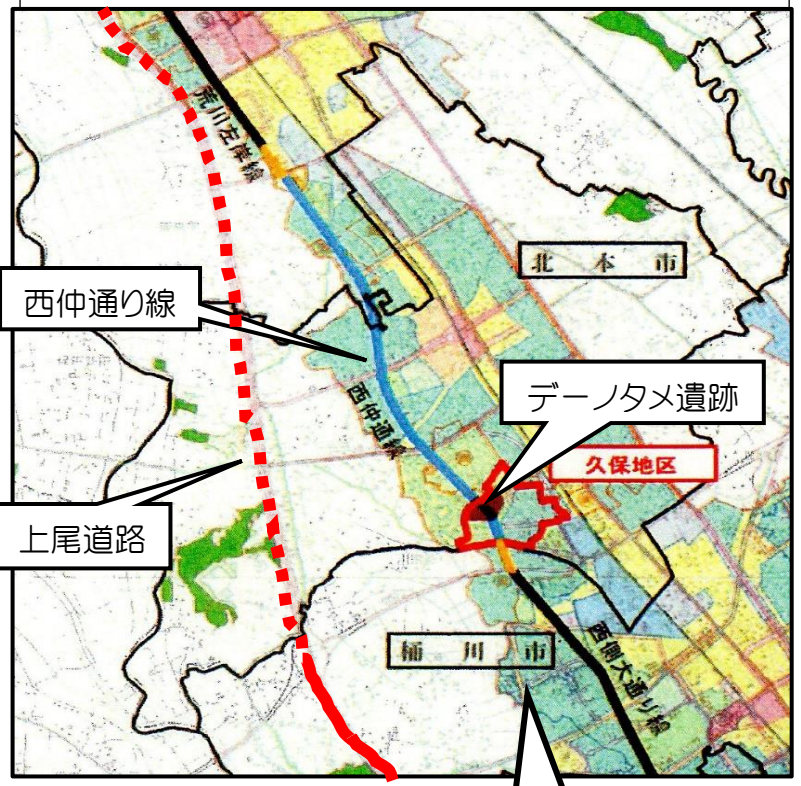 荒川左岸線
北本市
西仲通り線
デーノタメ遺跡
西仲通線
久保地区
上尾道路
桶川市
西側大通り線